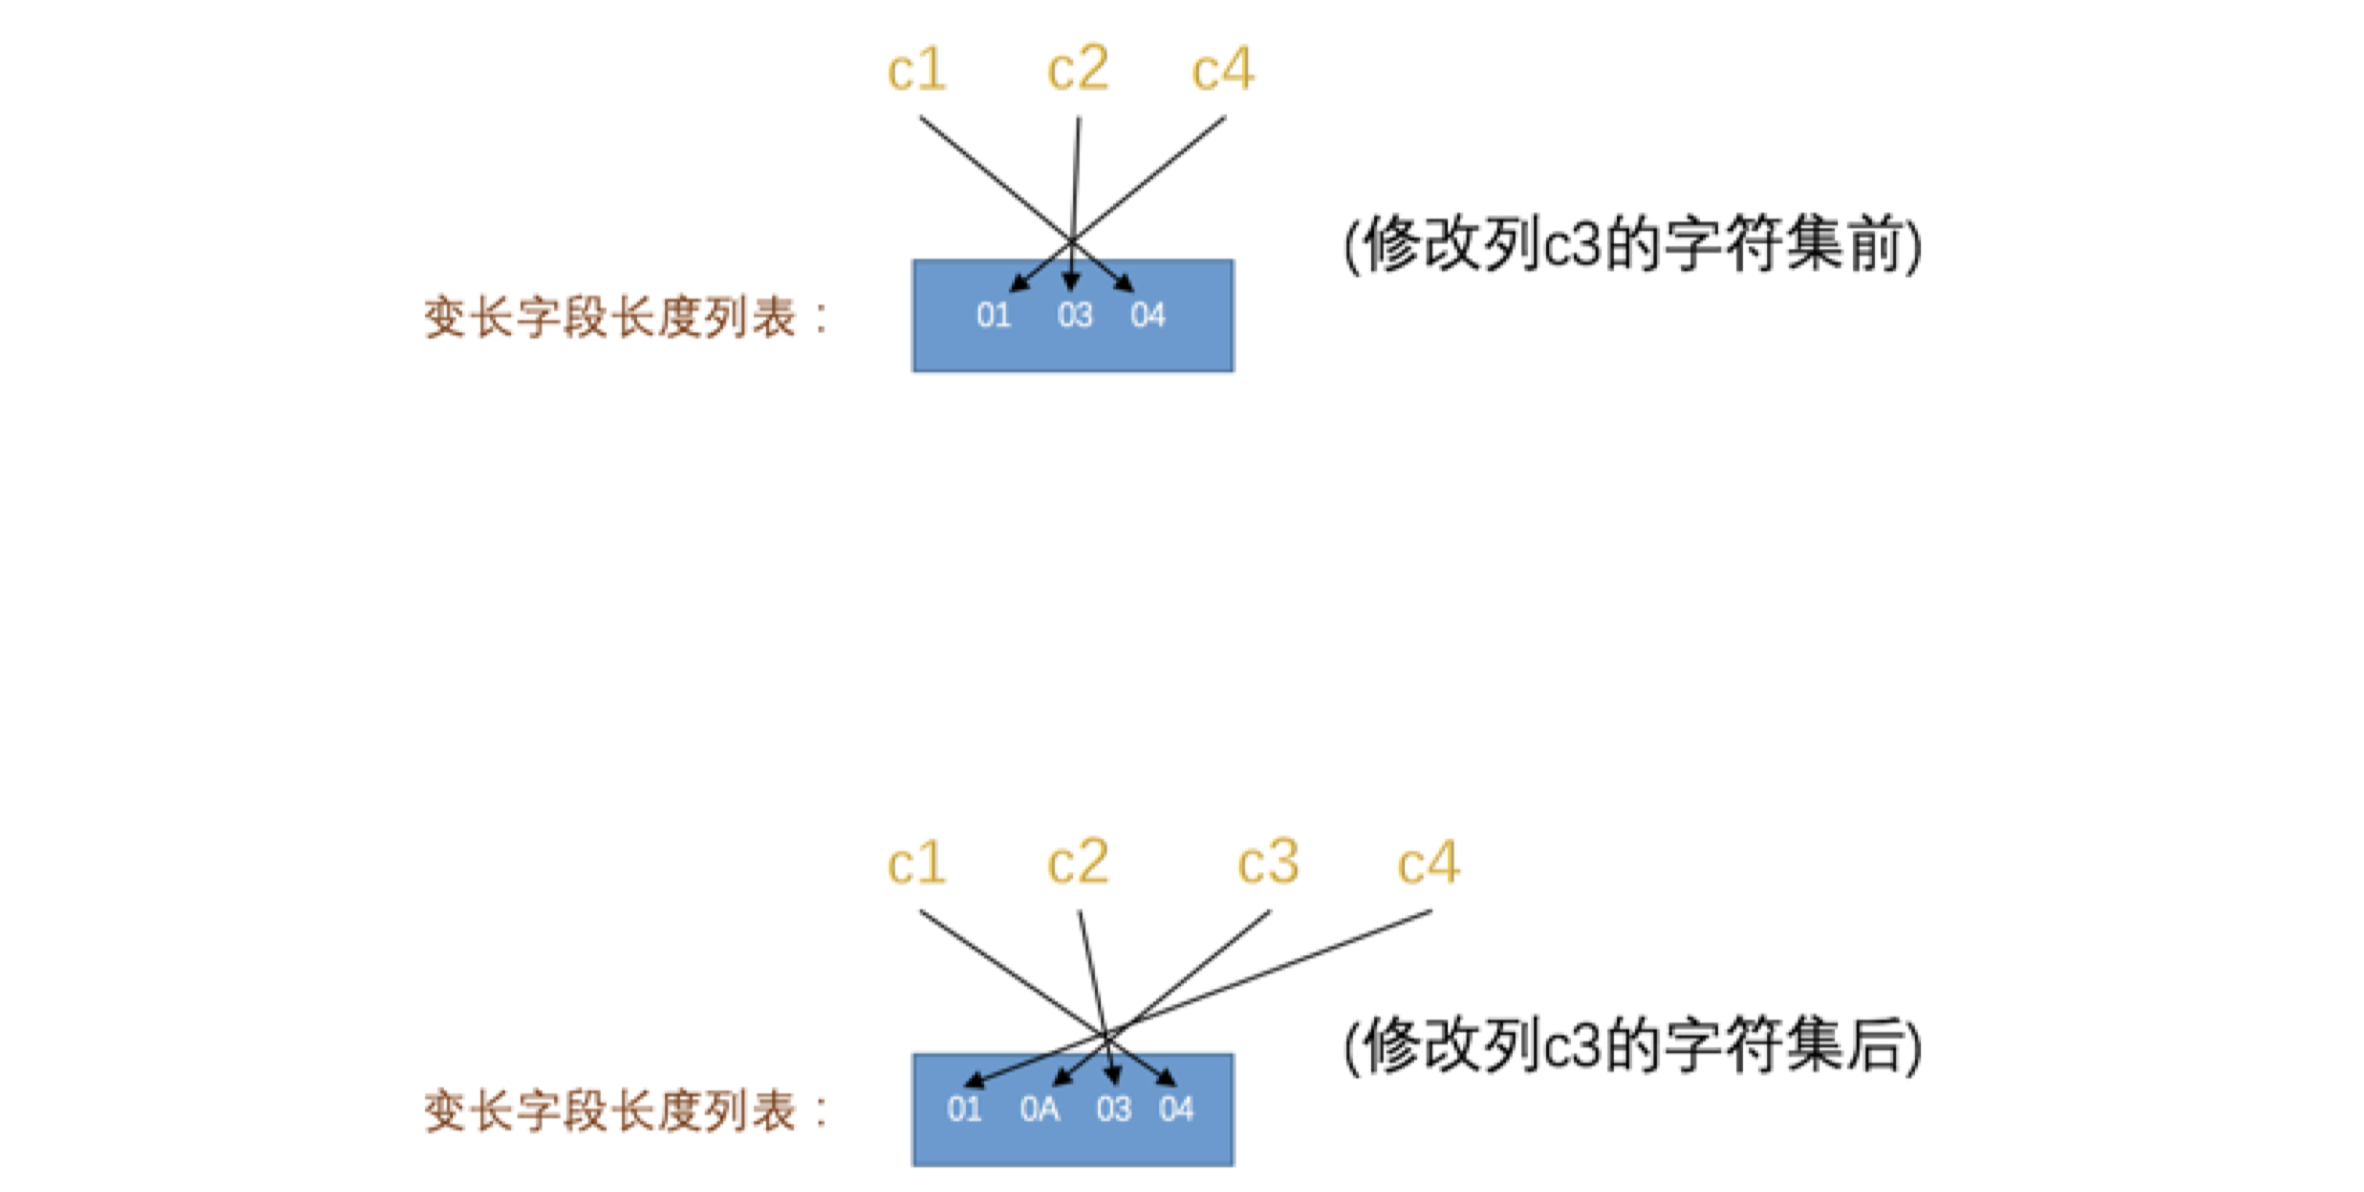 c1 c2 c4
(修改列c3的字符集前)
变长字段长度列表：
01 03 04
c1 c2 c3 c4
(修改列c3的字符集后)
变长字段长度列表：
01 0A 03 04